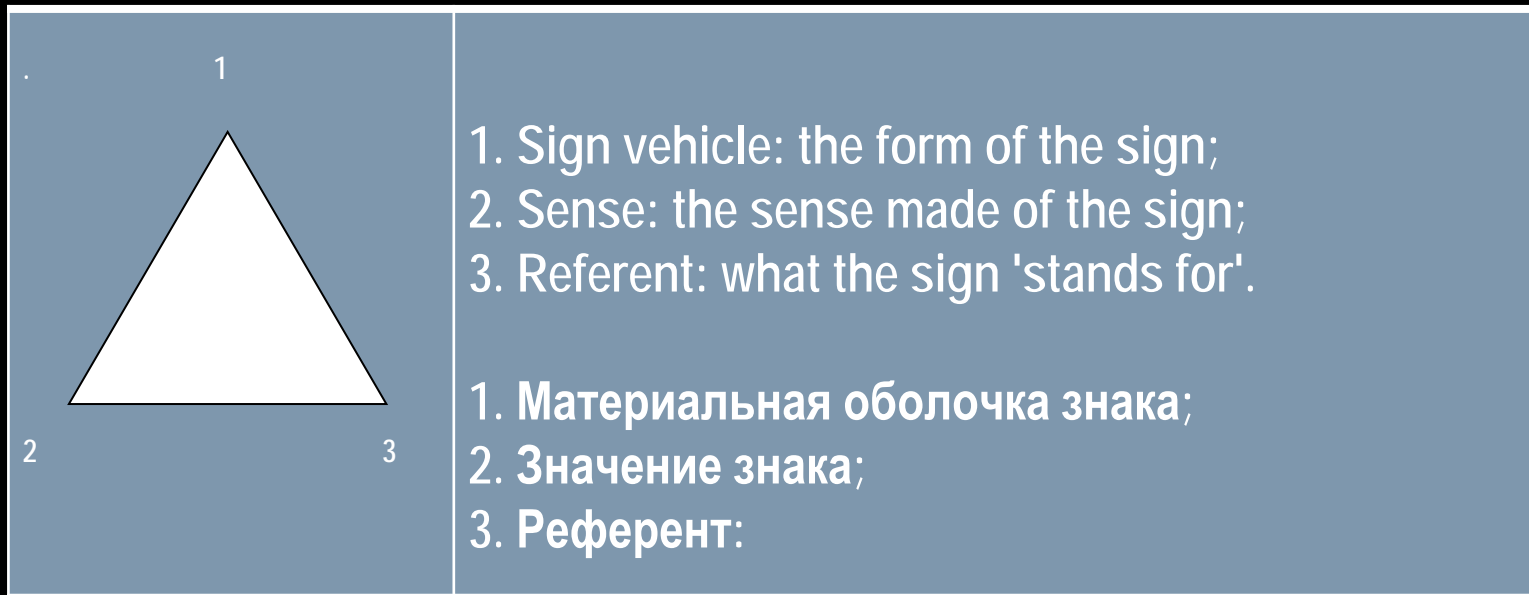 .
1
2
3
1. Sign vehicle: the form of the sign;
2. Sense: the sense made of the sign;
3. Referent: what the sign 'stands for'.
1. Материальная оболочка знака;
2. Значение знака;
3. Референт: